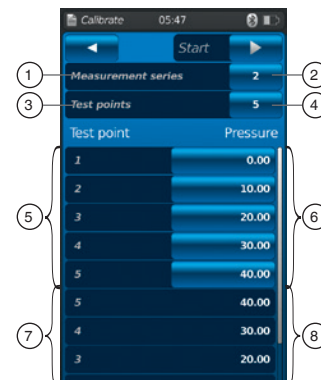 Calibrate 05:47
Start
1 Measurement series 2 2
3 Test points 5 4
Test point Pressure
1 0.00
2 10.00
5 3 20.00 6
4 30.00
5 40.00
5 40.00
7 4 30.00 8
3 20.00